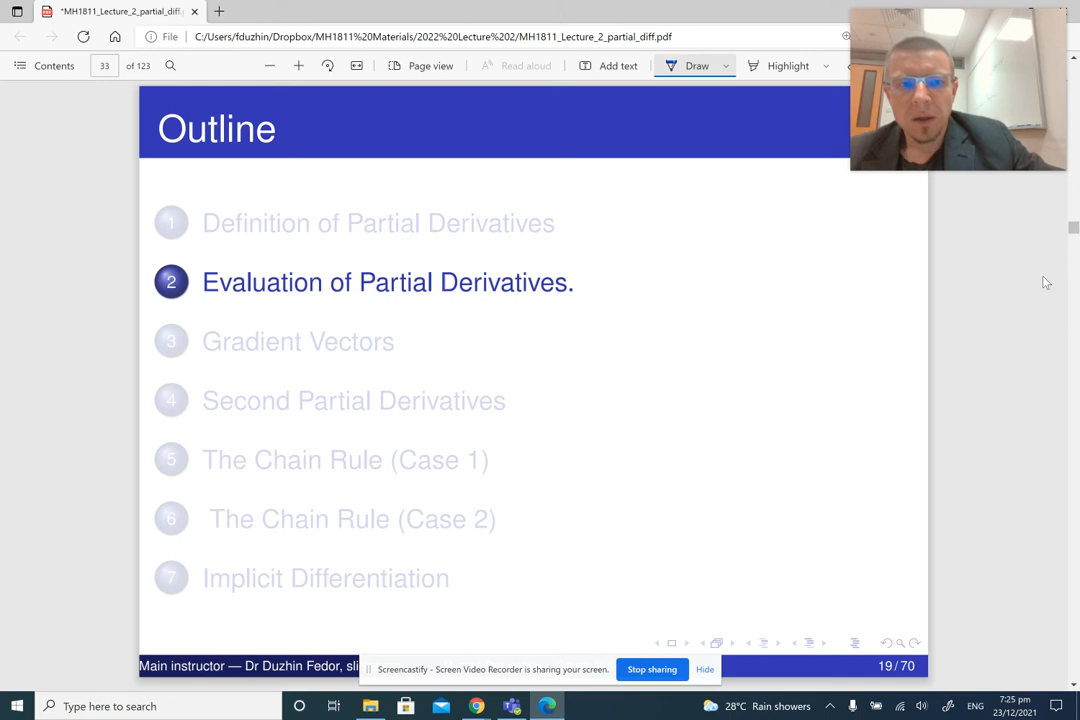 *MH1811_Lecture_2_partial_diff.p
File
C:/Users/fduzhin/Dropbox/MH1811%20Materials/2022%20Lecture%202/MH1811_Lecture_2_partial_diff.pdf
Contents
33
of 123
Page view
Read aloud
Add text
Draw
Highlight
Outline
1 Definition of Partial Derivatives
2 Evaluation of Partial Derivatives.
3 Gradient Vectors
4 Second Partial Derivatives
5 The Chain Rule (Case 1)
6 The Chain Rule (Case 2)
7 Implicit Differentiation
Main instructor — Dr Duzhin Fedor, sli
19 / 70
Screencastify - Screen Video Recorder is sharing your screen.
Stop sharing
Hide
Type here to search
28°C Rain showers
ENG
7:25 pm
23/12/2021